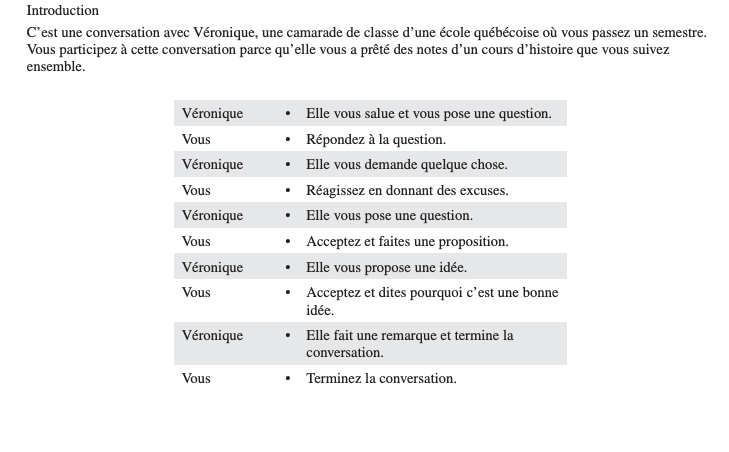 Introduction
C’est une conversation avec Véronique, une camarade de classe d’une école québécoise où vous passez un semestre.
Vous participez à cette conversation parce qu’elle vous a prêté des notes d’un cours d’histoire que vous suivez
ensemble.
Véronique • Elle vous salue et vous pose une question.
Vous • Répondez à la question.
Véronique • Elle vous demande quelque chose.
Vous • Réagissez en donnant des excuses.
Véronique • Elle vous pose une question.
Vous • Acceptez et faites une proposition.
Véronique • Elle vous propose une idée.
Vous • Acceptez et dites pourquoi c’est une bonne
idée.
Véronique • Elle fait une remarque et termine la
conversation.
Vous • Terminez la conversation.